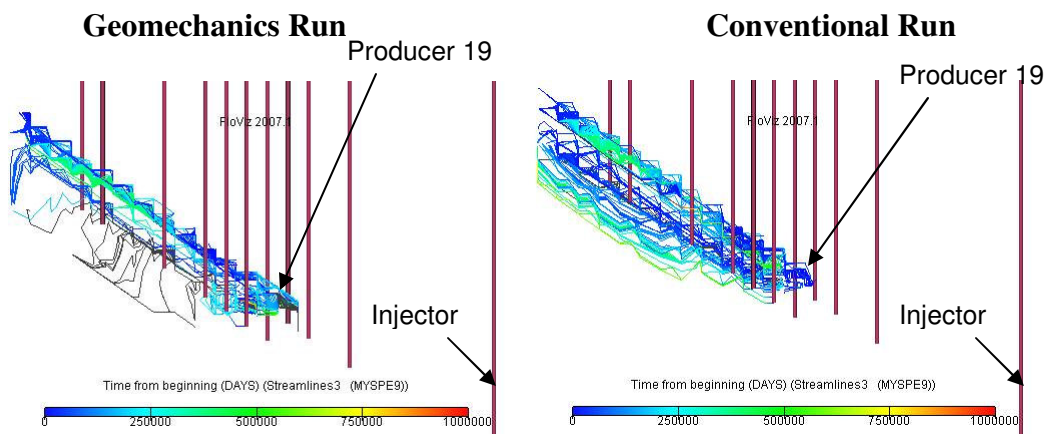 Geomechanics Run
Producer 19
FloViz 2007.1
Injector
Time from beginning (DAYS) (Streamlines3 (MYSPE9))
0 250000 500000 750000 1000000
Conventional Run
Producer 19
FloViz 2007.1
Injector
Time from beginning (DAYS) (Streamlines3 (MYSPE9))
0 250000 500000 750000 1000000